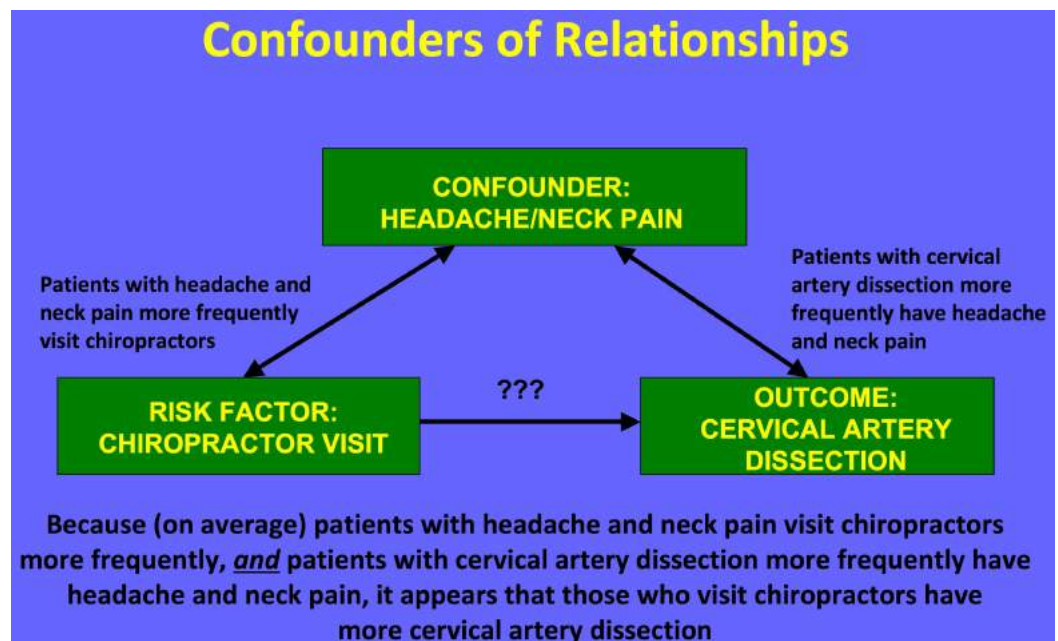 Confounders of Relationships
CONFOUNDER:
HEADACHE/NECK PAIN
Patients with headache and
neck pain more frequently
visit chiropractors
Patients with cervical
artery dissection more
frequently have headache
and neck pain
RISK FACTOR:
CHIROPRACTOR VISIT
???
OUTCOME:
CERVICAL ARTERY
DISSECTION
Because (on average) patients with headache and neck pain visit chiropractors
more frequently, and patients with cervical artery dissection more frequently have
headache and neck pain, it appears that those who visit chiropractors have
more cervical artery dissection